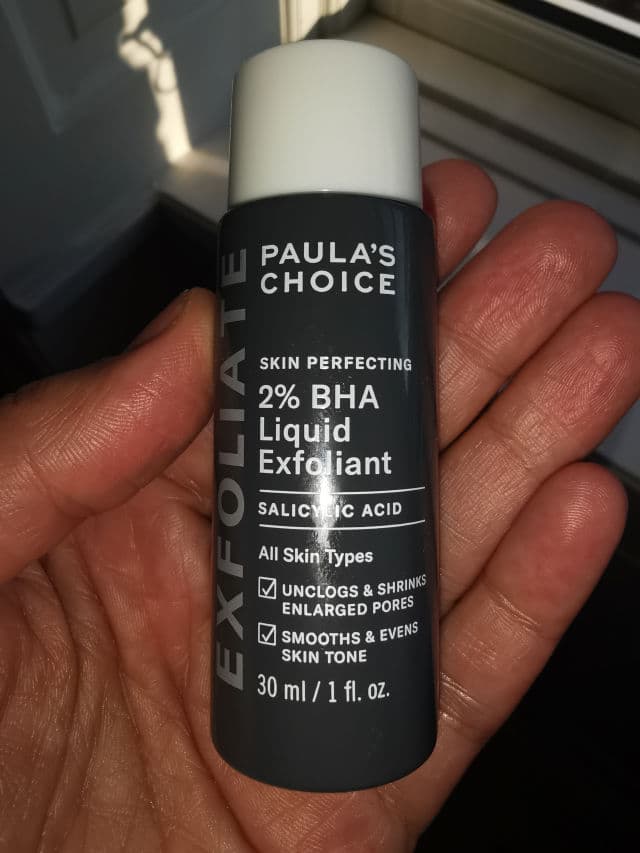 EXFOLIATE
PAULA'S
CHOICE
SKIN PERFECTING
2% BHA
Liquid
Exfoliant
SALICYLIC ACID
All Skin Types
UNCLOGS & SHRINKS
ENLARGED PORES
SMOOTHS & EVENS
SKIN TONE
30 ml / 1 fl. oz.